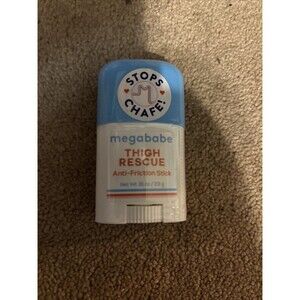 STOPS
CHAFE!
megababe
THIGH
RESCUE
Anti-Friction Stick